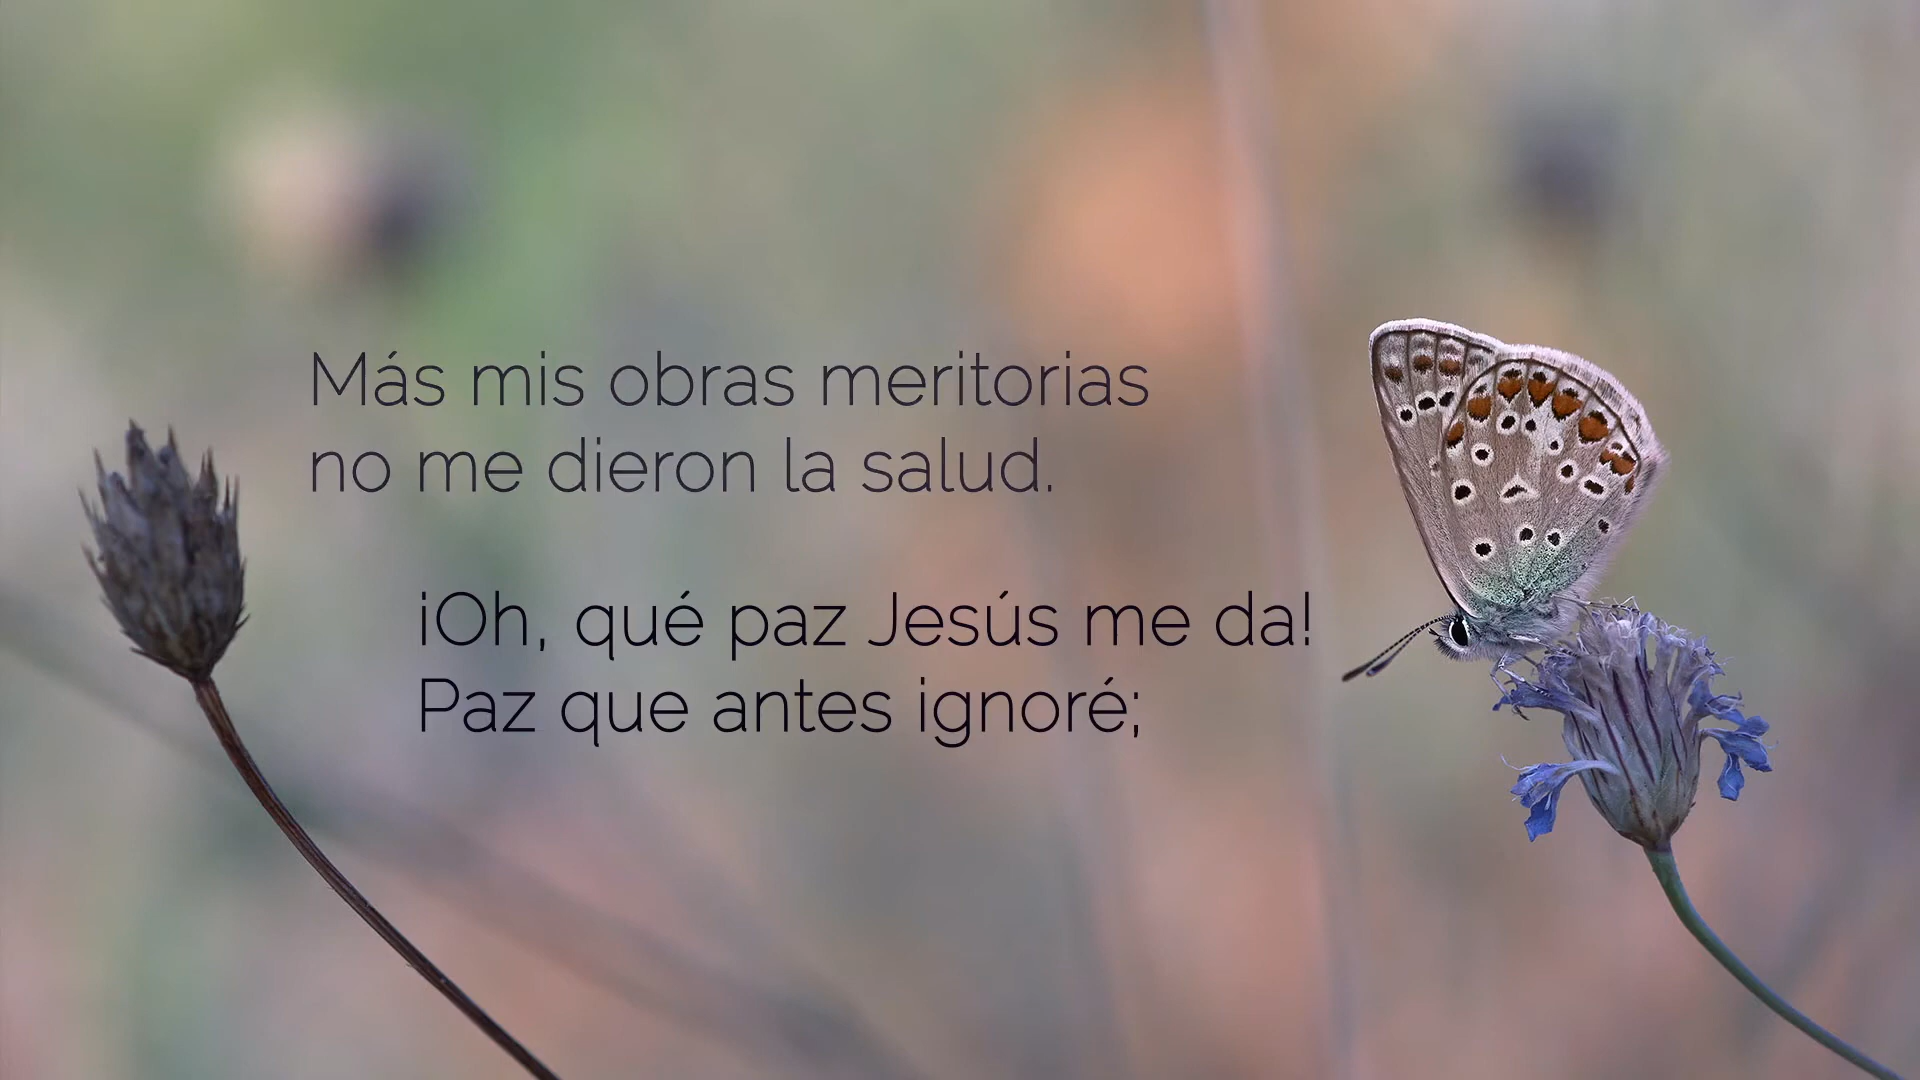 Más mis obras meritorias
no me dieron la salud.
¡Oh, qué paz Jesús me da!
Paz que antes ignoré;